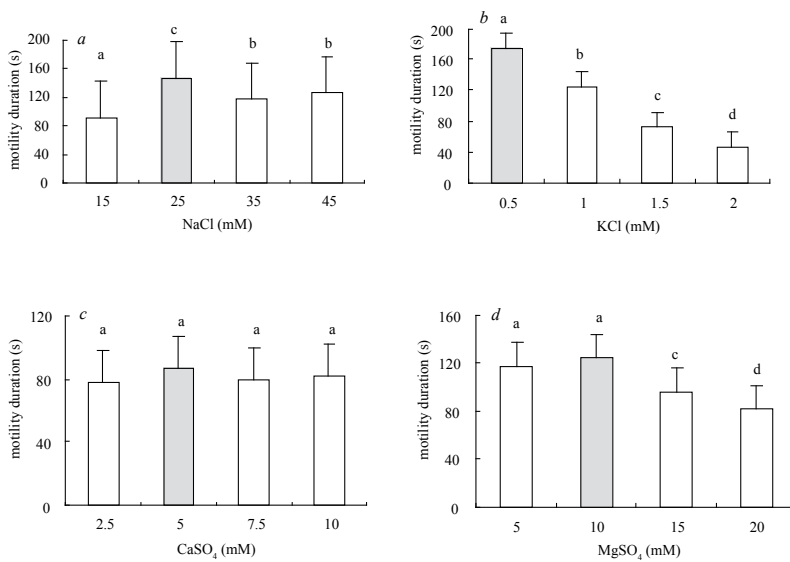 a
motility duration (s)
200
160
120
80
40
0
a
c
b
b
15 25 35 45
NaCl (mM)
b
motility duration (s)
200
160
120
80
40
0
a
b
c
d
0.5 1 1.5 2
KCl (mM)
c
motility duration (s)
120
80
40
0
a a a a
2.5 5 7.5 10
CaSO₄ (mM)
d
motility duration (s)
160
120
80
40
0
a
a
c
d
5 10 15 20
MgSO₄ (mM)